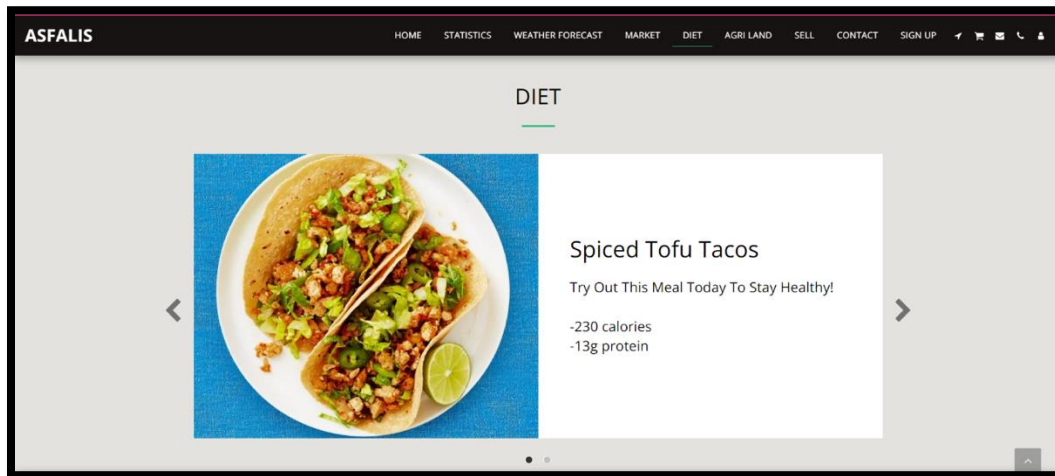 ASFALIS HOME STATISTICS WEATHER FORECAST MARKET DIET AGRI LAND SELL CONTACT SIGN UP
DIET
Spiced Tofu Tacos
Try Out This Meal Today To Stay Healthy!
-230 calories
-13g protein